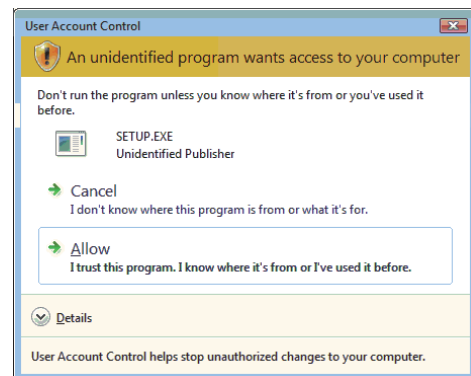 User Account Control
An unidentified program wants access to your computer
Don't run the program unless you know where it's from or you've used it
before.
SETUP.EXE
Unidentified Publisher
Cancel
I don't know where this program is from or what it's for.
Allow
I trust this program. I know where it's from or I've used it before.
Details
User Account Control helps stop unauthorized changes to your computer.